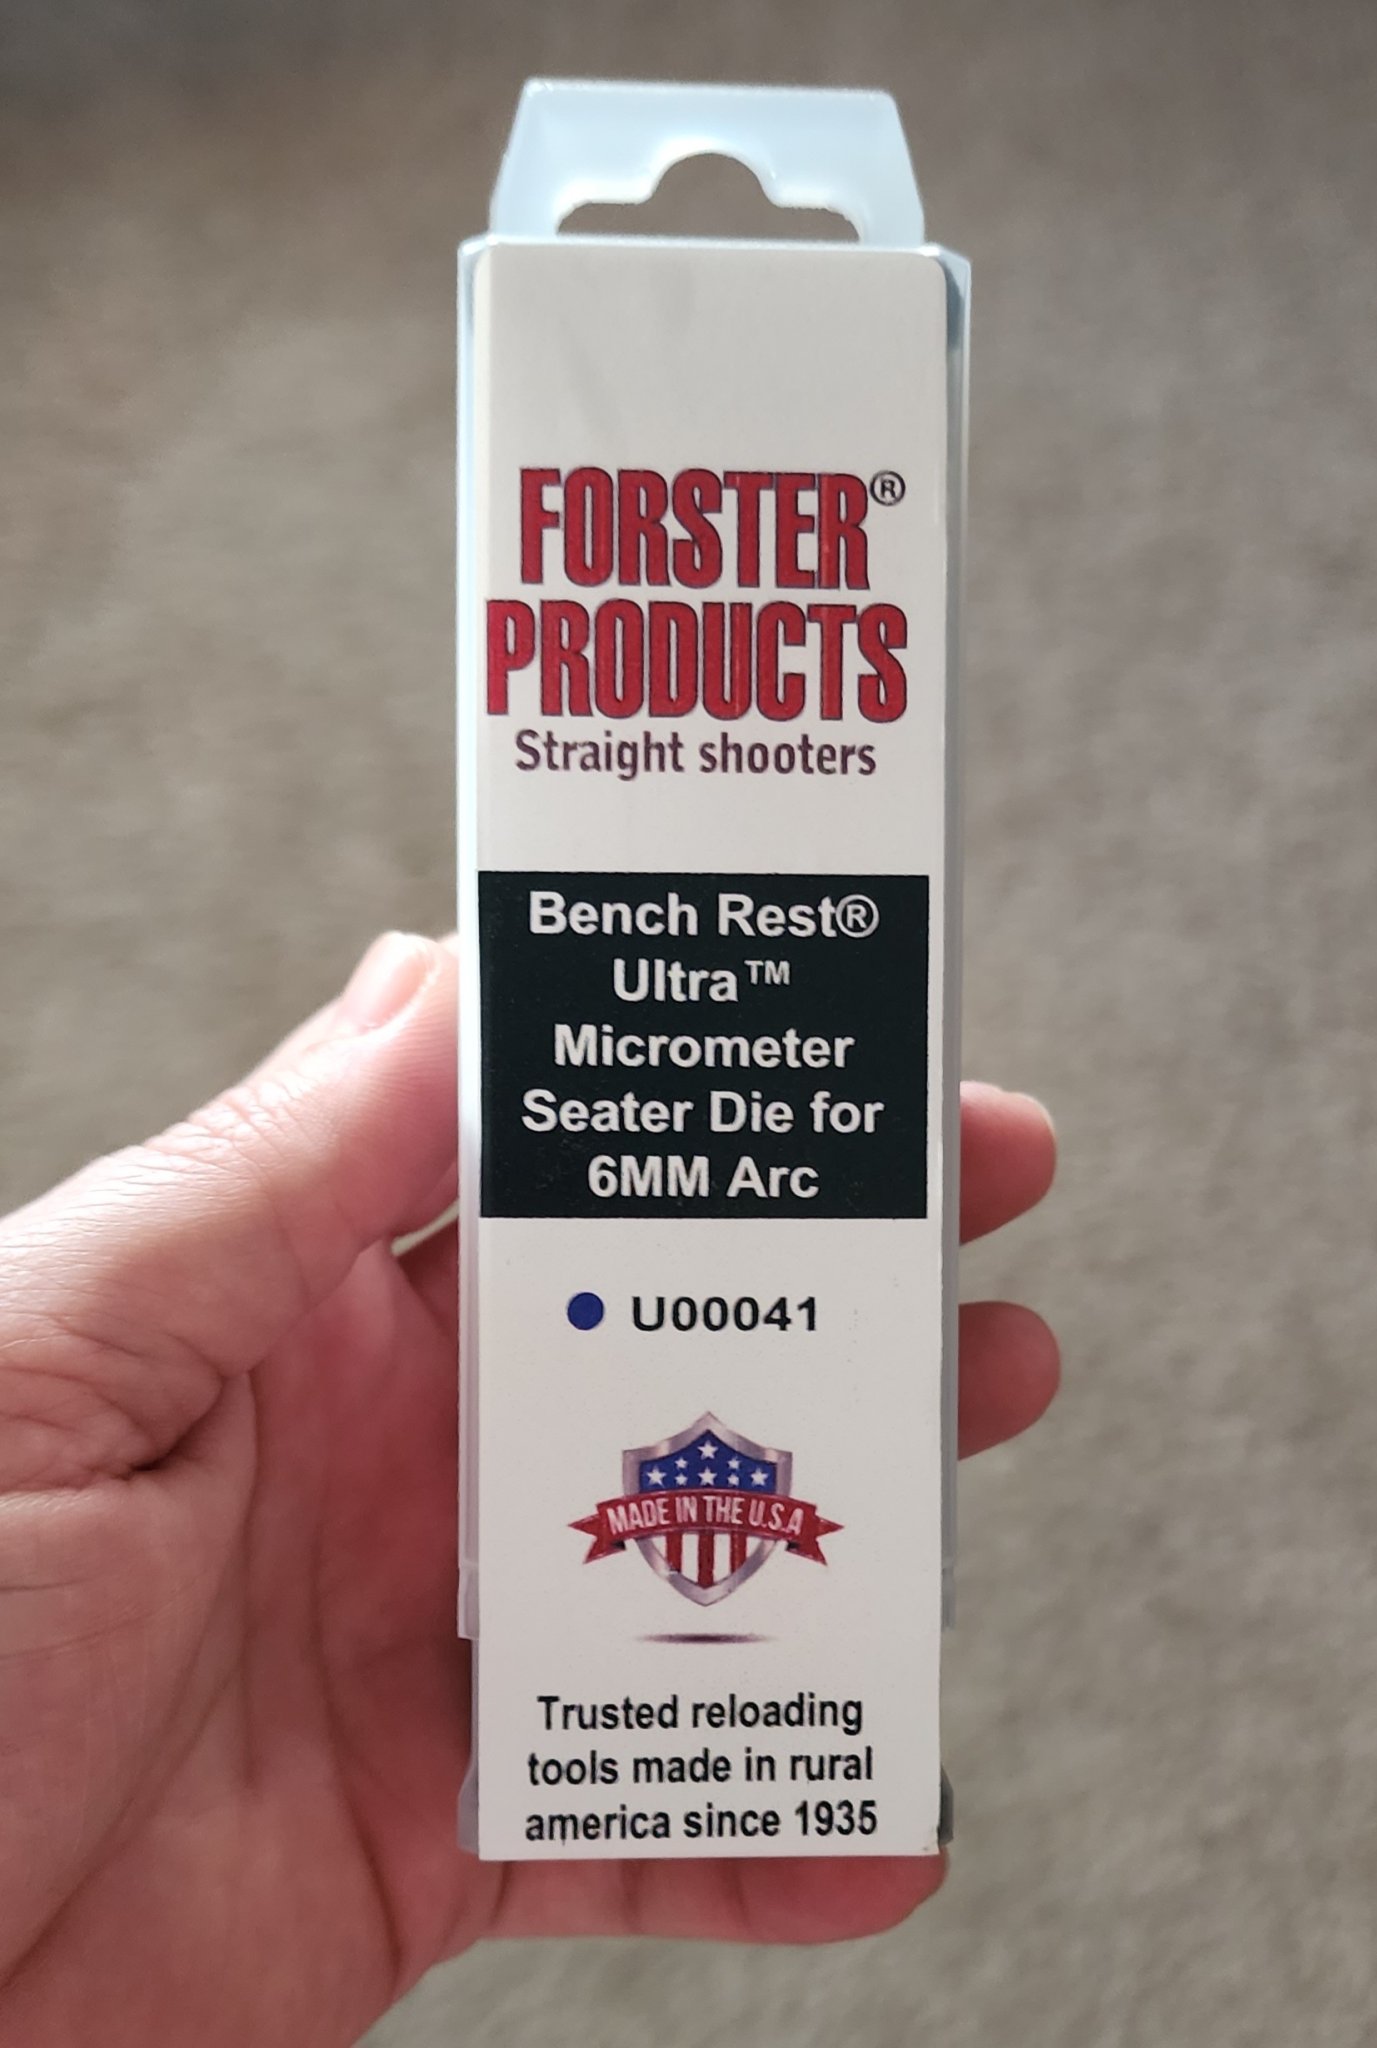 FORSTER®
PRODUCTS
Straight shooters
Bench Rest®
Ultra™
Micrometer
Seater Die for
6MM Arc
U00041
MADE IN THE U.S.A
Trusted reloading
tools made in rural
america since 1935